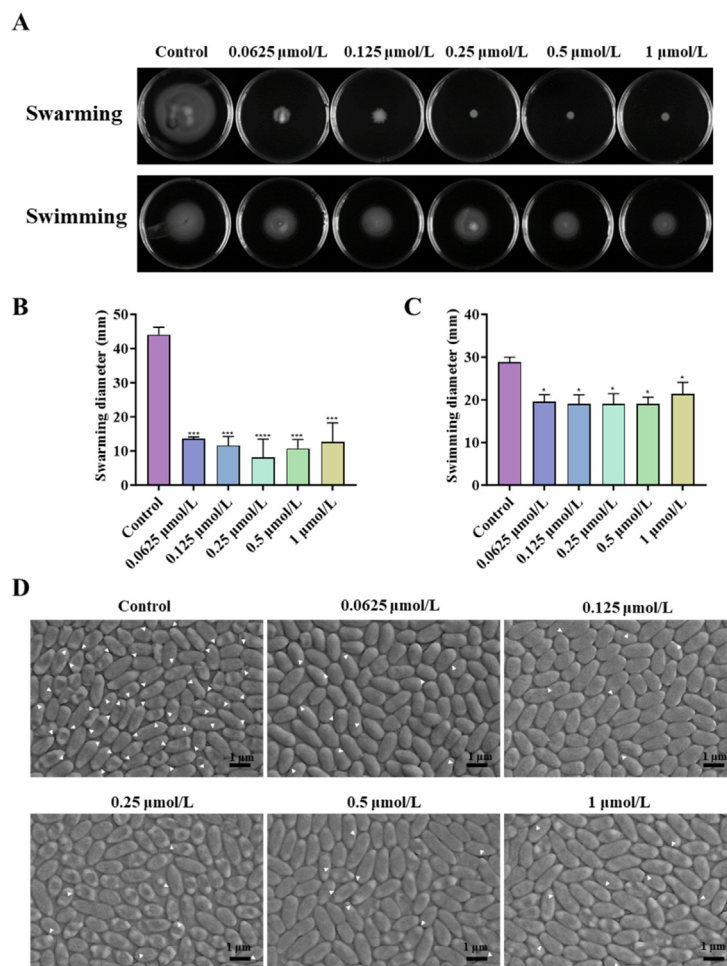 A
Control 0.0625 µmol/L 0.125 µmol/L 0.25 µmol/L 0.5 µmol/L 1 µmol/L
Swarming
Swimming
B
Swarming diameter (mm)
50
40
30
20
10
0
*** *** **** *** ***
Control 0.0625 µmol/L 0.125 µmol/L 0.25 µmol/L 0.5 µmol/L 1 µmol/L
C
Swimming diameter (mm)
40
30
20
10
0
* * * * *
Control 0.0625 µmol/L 0.125 µmol/L 0.25 µmol/L 0.5 µmol/L 1 µmol/L
D
Control 0.0625 µmol/L 0.125 µmol/L
1 µm 1 µm 1 µm
0.25 µmol/L 0.5 µmol/L 1 µmol/L
1 µm 1 µm 1 µm